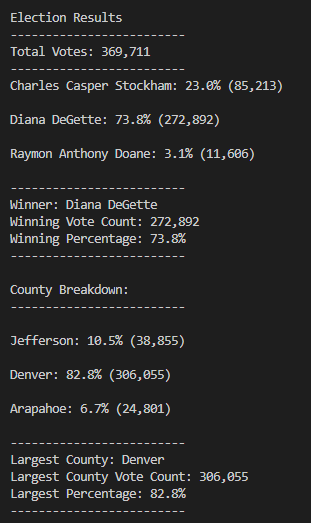 Election Results
-------------------------
Total Votes: 369,711
-------------------------
Charles Casper Stockham: 23.0% (85,213)
Diana DeGette: 73.8% (272,892)
Raymon Anthony Doane: 3.1% (11,606)
-------------------------
Winner: Diana DeGette
Winning Vote Count: 272,892
Winning Percentage: 73.8%
-------------------------
County Breakdown:
-------------------------
Jefferson: 10.5% (38,855)
Denver: 82.8% (306,055)
Arapahoe: 6.7% (24,801)
-------------------------
Largest County: Denver
Largest County Vote Count: 306,055
Largest Percentage: 82.8%
-------------------------